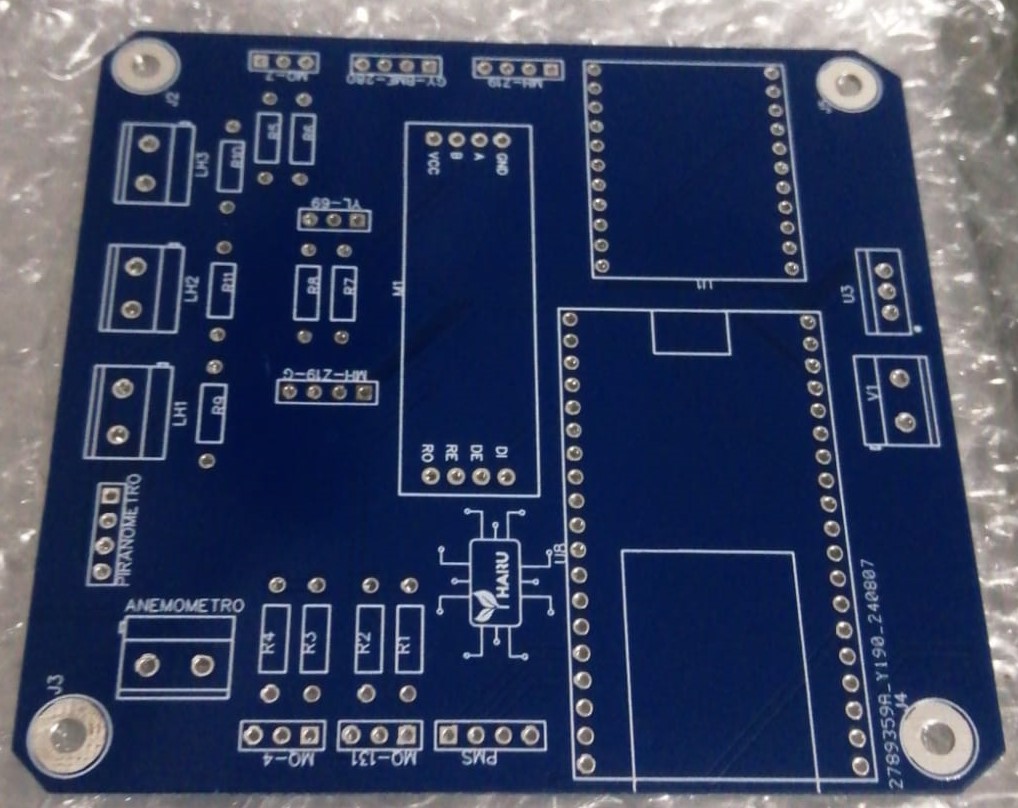 MQ-7
GY-BME-280
MH-Z19
J2
J5
R5
R6
R10
LH3
VCC
B
A
GND
YL-69
LH2
R11
R8
R7
M1
U1
U3
MH-Z19-G
LH1
R9
V1
RO
RE
DE
DI
PIRANOMETRO
U8
HARU
ANEMOMETRO
R4
R3
R2
R1
2789359A_Y190_240807
J3
J4
MQ-4
MQ-131
PMS